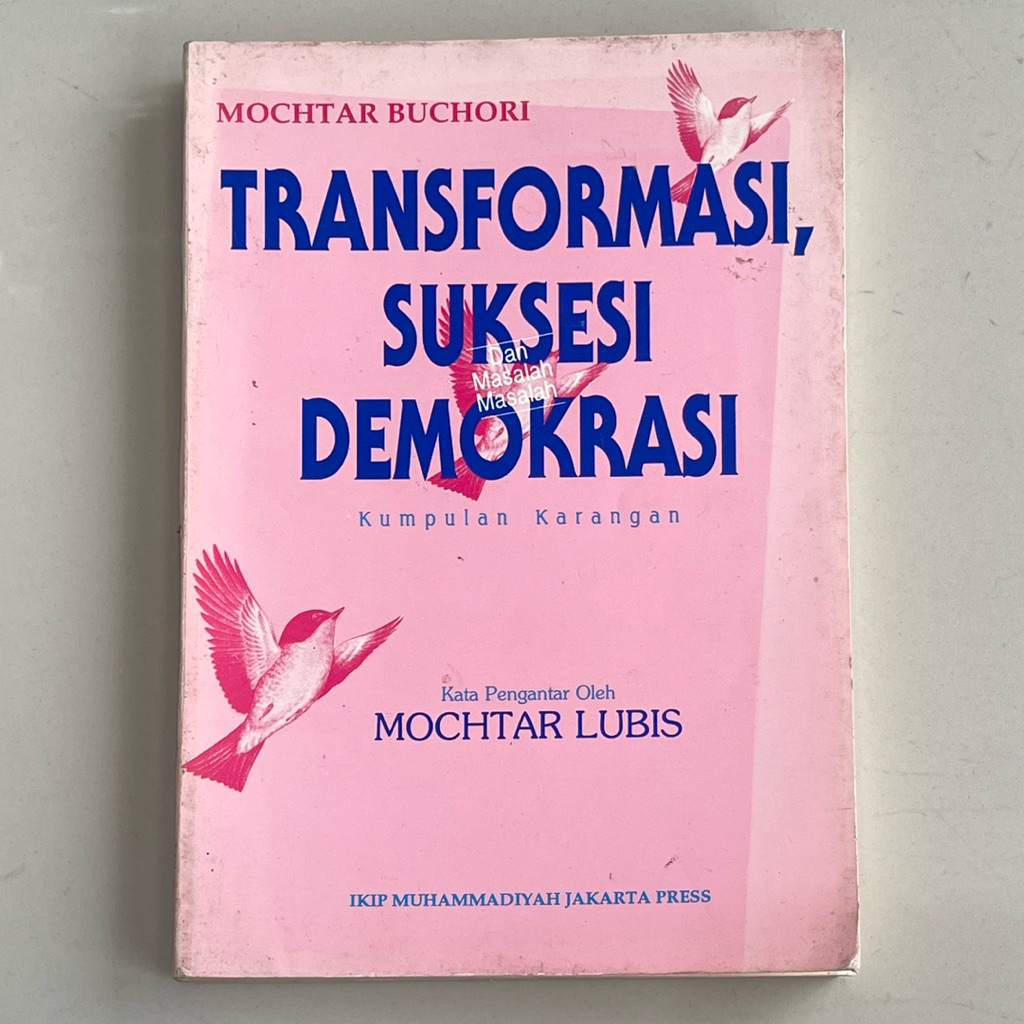 MOCHTAR BUCHORI
TRANSFORMASI,
SUKSESI
Dan
Masalah
Masalah
DEMOKRASI
Kumpulan Karangan
Kata Pengantar Oleh
MOCHTAR LUBIS
IKIP MUHAMMADIYAH JAKARTA PRESS